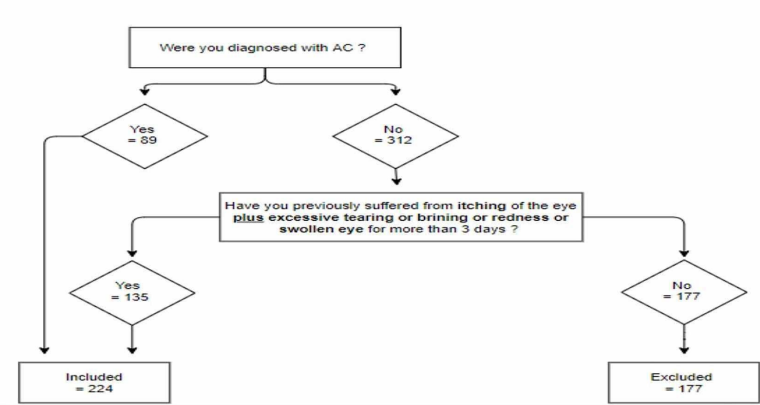 Were you diagnosed with AC ?
Yes
= 89
No
= 312
Have you previously suffered from itching of the eye
plus excessive tearing or brining or redness or
swollen eye for more than 3 days ?
Yes
= 135
No
= 177
Included
= 224
Excluded
= 177